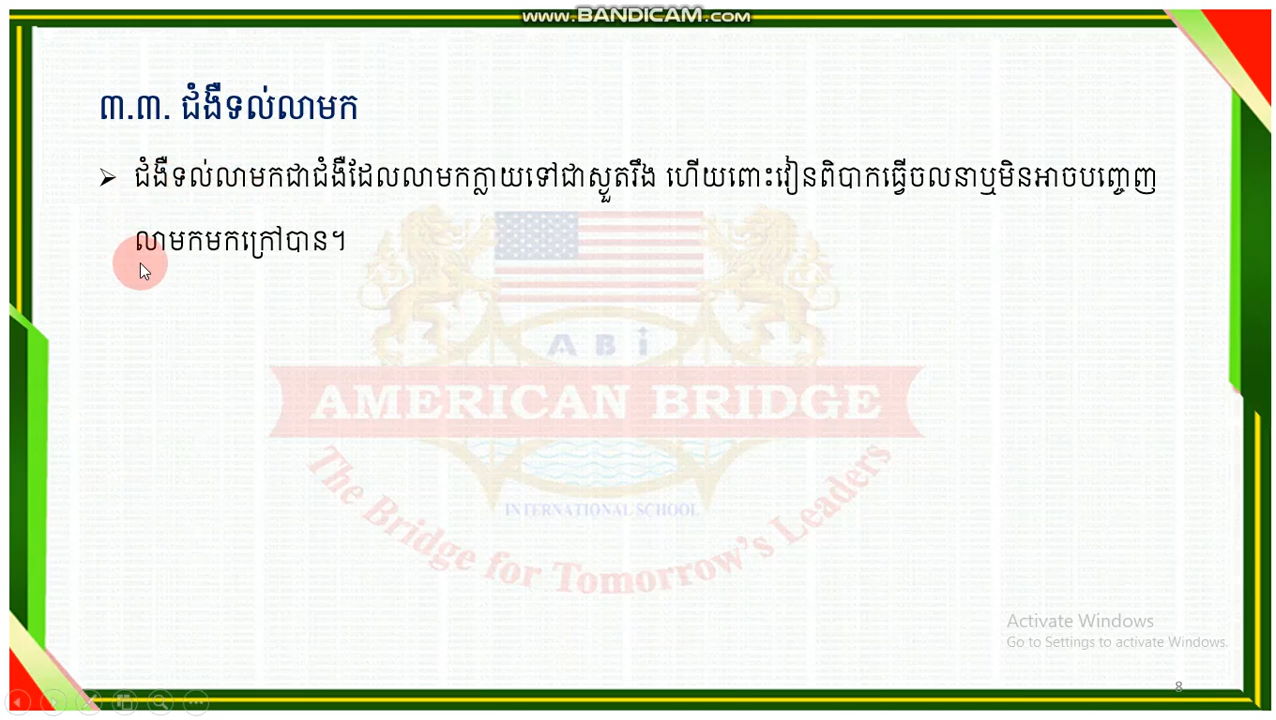 www.BANDICAM.com
៣.៣. ជំងឺទល់លាមក
➢ ជំងឺទល់លាមកជាជំងឺដែលលាមកក្លាយទៅជាស្ងួតរឹង ហើយពោះវៀនពិបាកធ្វើចលនាឬមិនអាចបញ្ចេញ
លាមកមកក្រៅបាន។
ABi
AMERICAN BRIDGE
INTERNATIONAL SCHOOL
The Bridge for Tomorrow's Leaders
Activate Windows
Go to Settings to activate Windows.
8